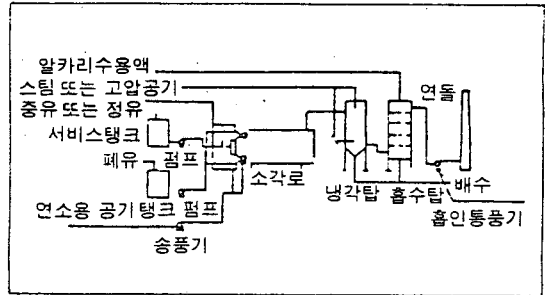 알카리수용액
스팀 또는 고압공기
중유 또는 정유
서비스탱크
펌프
폐유
연소용 공기 탱크 펌프
송풍기
소각로
냉각탑
흡수탑
연돌
배수
흡인통풍기